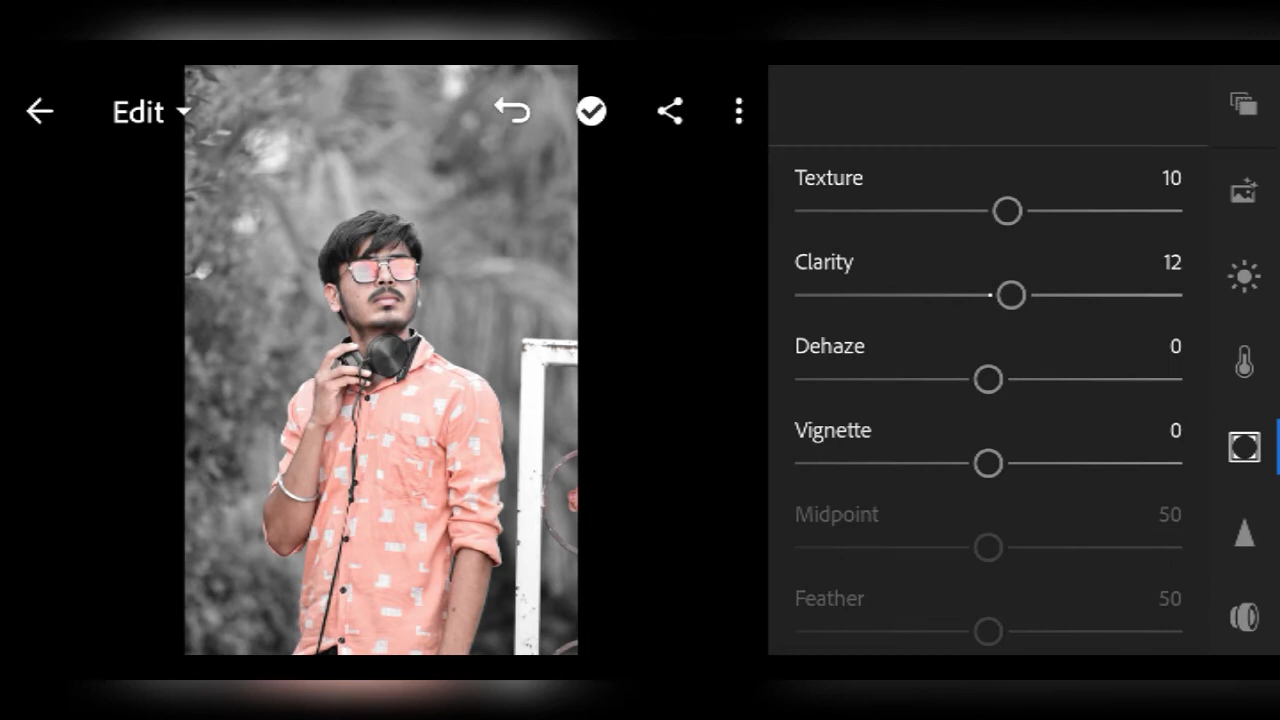 Edit
Texture 10
Clarity 12
Dehaze 0
Vignette 0
Midpoint 50
Feather 50